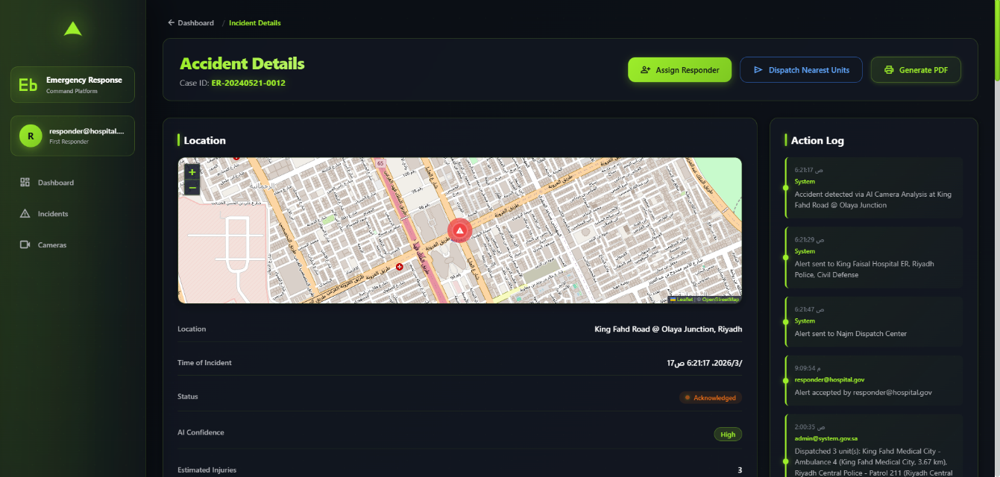 Dashboard / Incident Details
Eb
Emergency Response
Command Platform
R
responder@hospital....
First Responder
Dashboard
Incidents
Cameras
Accident Details
Case ID: ER-20240521-0012
Assign Responder
Dispatch Nearest Units
Generate PDF
Location
+
−
65
Leaflet | © OpenStreetMap
Location
King Fahd Road @ Olaya Junction, Riyadh
Time of Incident
17ص 6:21:17 ،2026/3/
Status
Acknowledged
AI Confidence
High
Estimated Injuries
3
Action Log
6:21:17 ص
System
Accident detected via AI Camera Analysis at King
Fahd Road @ Olaya Junction
6:21:29 ص
System
Alert sent to King Faisal Hospital ER, Riyadh
Police, Civil Defense
6:21:47 ص
System
Alert sent to Najm Dispatch Center
9:09:54 م
responder@hospital.gov
Alert accepted by responder@hospital.gov
2:00:35 ص
admin@system.gov.sa
Dispatched 3 unit(s): King Fahd Medical City -
Ambulance 4 (King Fahd Medical City, 3.67 km),
Riyadh Central Police - Patrol 211 (Riyadh Central